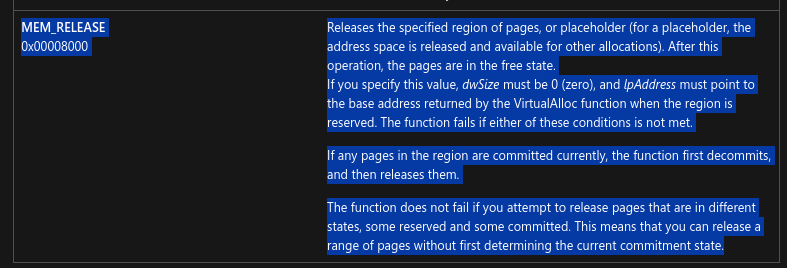 MEM_RELEASE
0x00008000
Releases the specified region of pages, or placeholder (for a placeholder, the
address space is released and available for other allocations). After this
operation, the pages are in the free state.
If you specify this value, dwSize must be 0 (zero), and lpAddress must point to
the base address returned by the VirtualAlloc function when the region is
reserved. The function fails if either of these conditions is not met.
If any pages in the region are committed currently, the function first decommits,
and then releases them.
The function does not fail if you attempt to release pages that are in different
states, some reserved and some committed. This means that you can release a
range of pages without first determining the current commitment state.